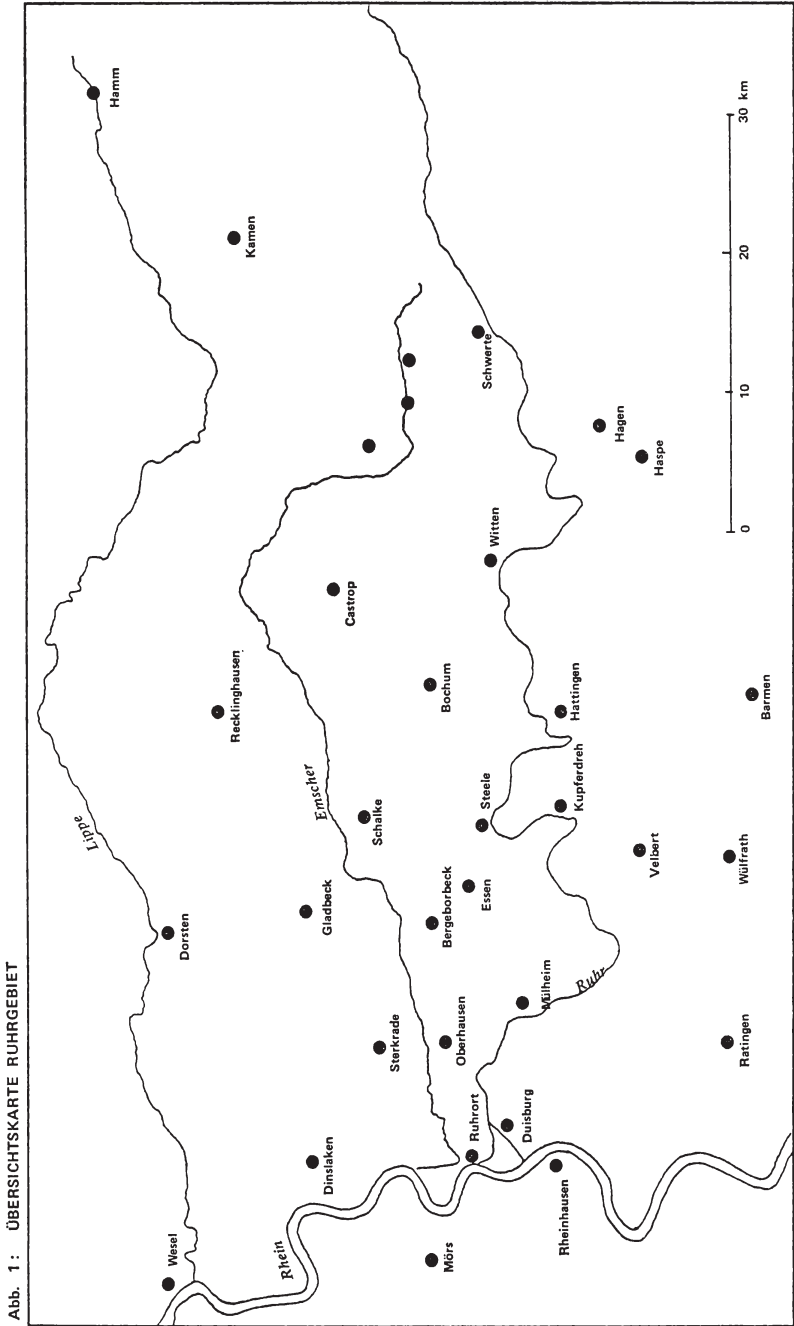 Abb. 1: ÜBERSICHTSKARTE RUHRGEBIET
Hamm
Lippe
Kamen
Wesel
Dorsten
Recklinghausen
Dinslaken
Gladbeck
Emscher
Castrop
Rhein
Sterkrade
Schalke
Mörs
Oberhausen
Bergeborbeck
Bochum
Ruhrort
Essen
Steele
Witten
Schwerte
Duisburg
Mülheim
Rheinhausen
Ruhr
Kupferdreh
Hattingen
Hagen
Haspe
Velbert
Ratingen
Wülfrath
Barmen
0 10 20 30 km